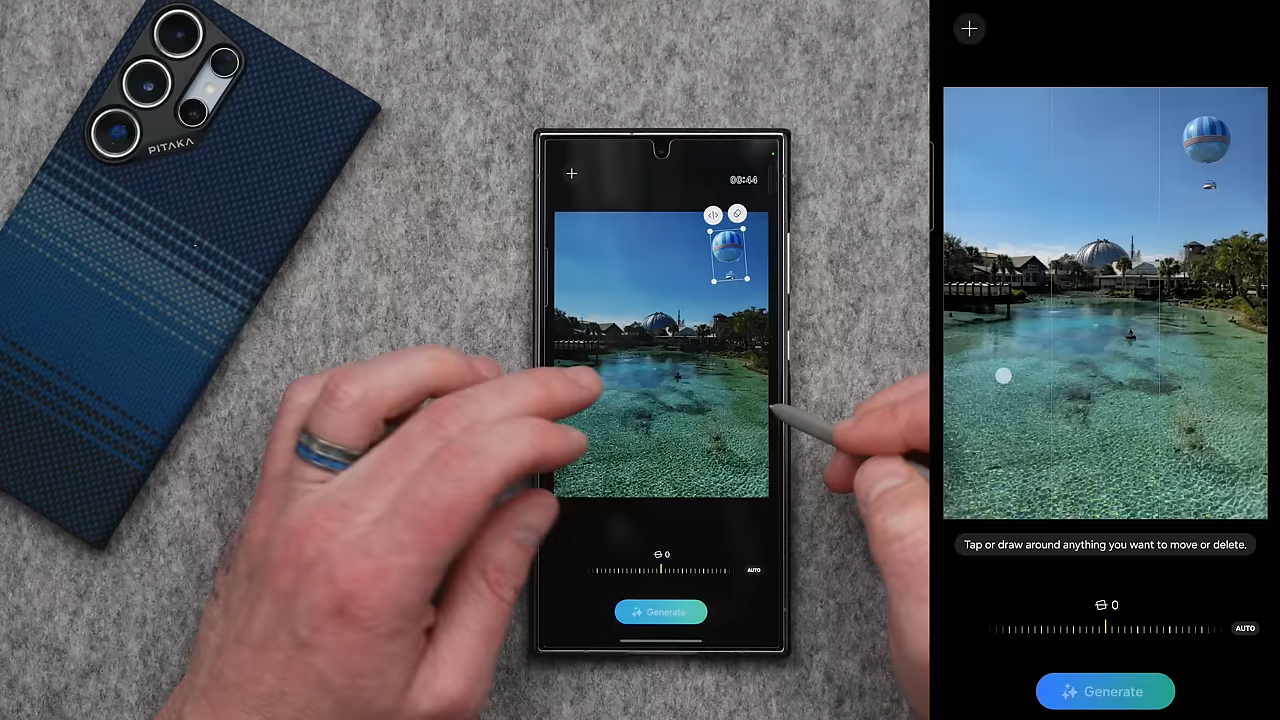 PITAKA
00:44
0
AUTO
Generate
Tap or draw around anything you want to move or delete.
0
AUTO
Generate